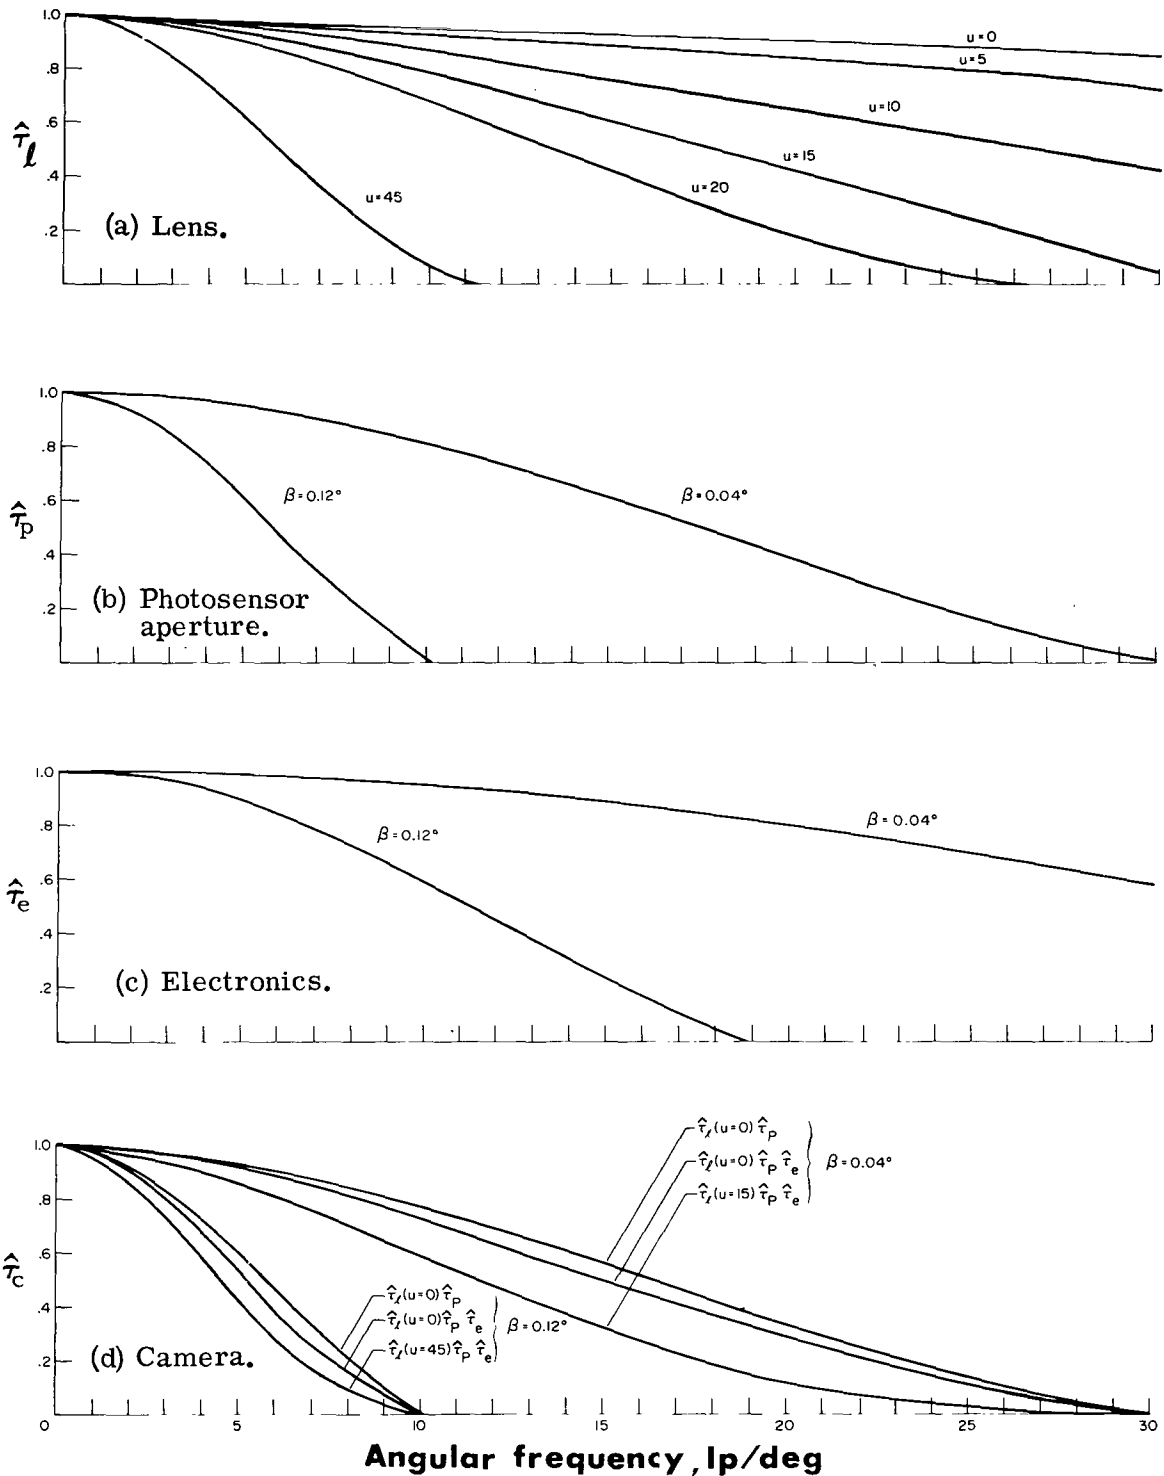 1.0
.8
.6
.4
.2
τ̂ℓ
u=0
u=5
u=10
u=15
u=20
u=45
(a) Lens.
1.0
.8
.6
.4
.2
τ̂p
β=0.12°
β=0.04°
(b) Photosensor
aperture.
1.0
.8
.6
.4
.2
τ̂e
β=0.12°
β=0.04°
(c) Electronics.
1.0
.8
.6
.4
.2
τ̂c
τ̂ℓ(u=0) τ̂p
τ̂ℓ(u=0) τ̂p τ̂e
τ̂ℓ(u=15) τ̂p τ̂e
β=0.04°
τ̂ℓ(u=0) τ̂p
τ̂ℓ(u=0) τ̂p τ̂e
τ̂ℓ(u=45) τ̂p τ̂e
β=0.12°
(d) Camera.
0 5 10 15 20 25 30
Angular frequency, lp/deg